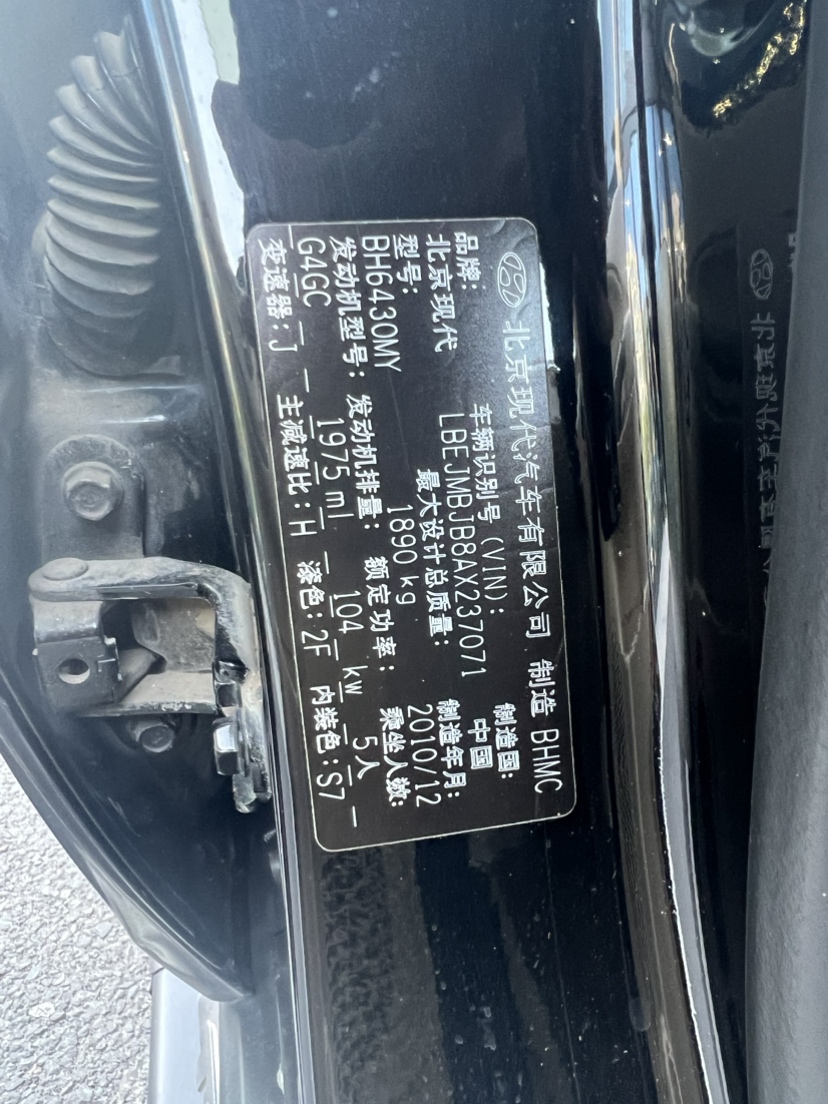 北京现代汽车有限公司 制造 BHMC
品牌: 车辆识别号(VIN): 制造国:
北京现代 LBEJMBJB8AX237071 中国
型号: 最大设计总质量: 制造年月:
BH6430MY 1890 kg 2010/12
发动机型号: 发动机排量: 额定功率: 乘坐人数:
G4GC 1975 ml 104 kw 5人
变速器:J 主减速比:H 漆色:2F 内装色:S7